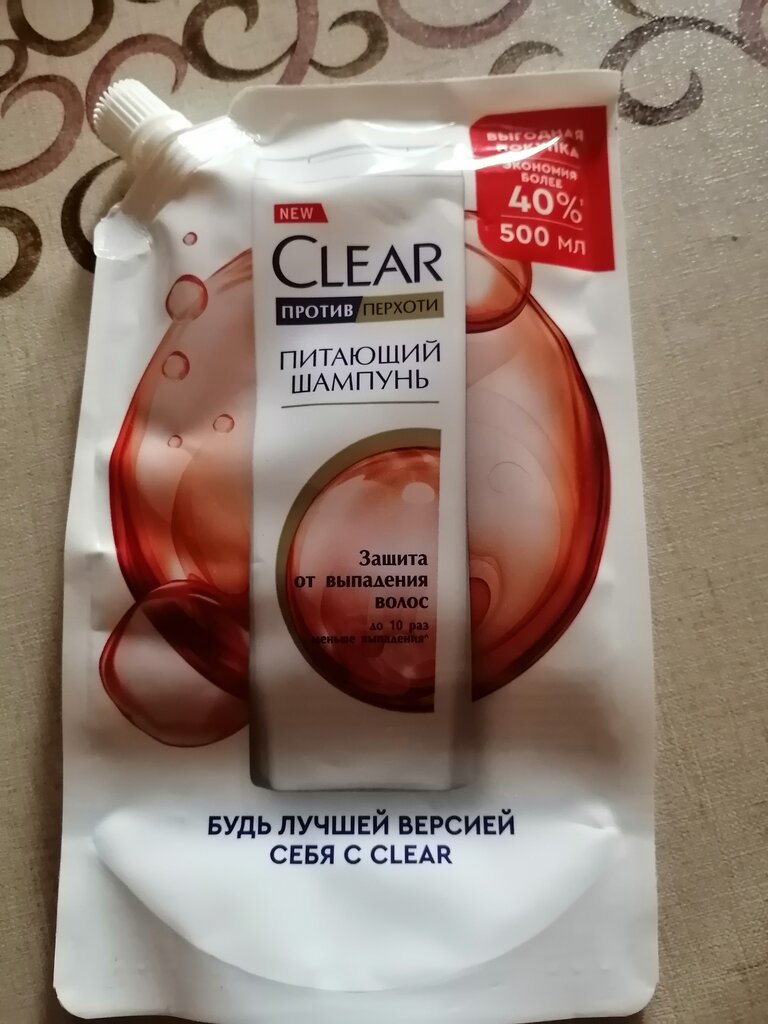 ВЫГОДНАЯ
ПОКУПКА
ЭКОНОМИЯ
БОЛЕЕ
40%
500 МЛ
NEW
CLEAR
ПРОТИВ ПЕРХОТИ
ПИТАЮЩИЙ
ШАМПУНЬ
Защита
от выпадения
волос
до 10 раз
меньше выпадения^
БУДЬ ЛУЧШЕЙ ВЕРСИЕЙ
СЕБЯ С CLEAR